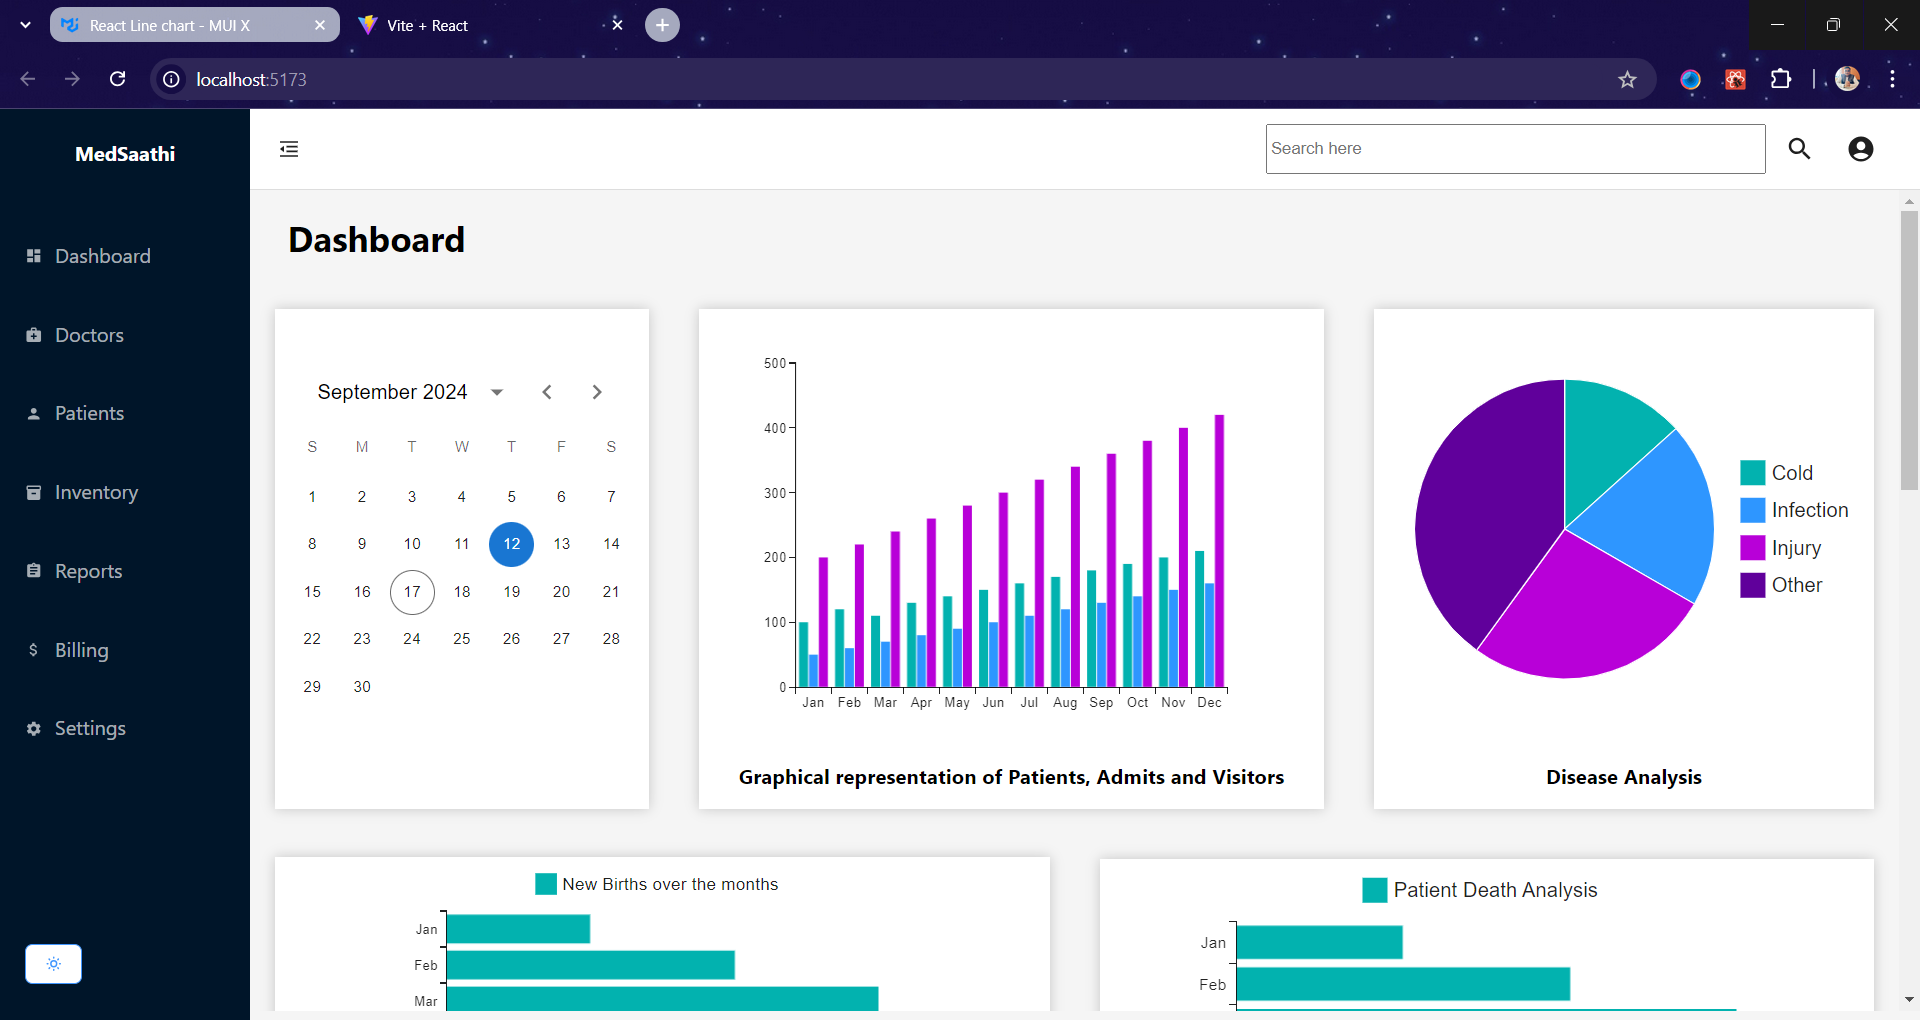 React Line chart - MUI X
Vite + React
localhost:5173
MedSaathi
Search here
Dashboard
Doctors
Patients
Inventory
Reports
$ Billing
Settings
Dashboard
September 2024
S M T W T F S
1 2 3 4 5 6 7
8 9 10 11 12 13 14
15 16 17 18 19 20 21
22 23 24 25 26 27 28
29 30
500
400
300
200
100
0
Jan Feb Mar Apr May Jun Jul Aug Sep Oct Nov Dec
Graphical representation of Patients, Admits and Visitors
Cold
Infection
Injury
Other
Disease Analysis
New Births over the months
Jan
Feb
Mar
Patient Death Analysis
Jan
Feb